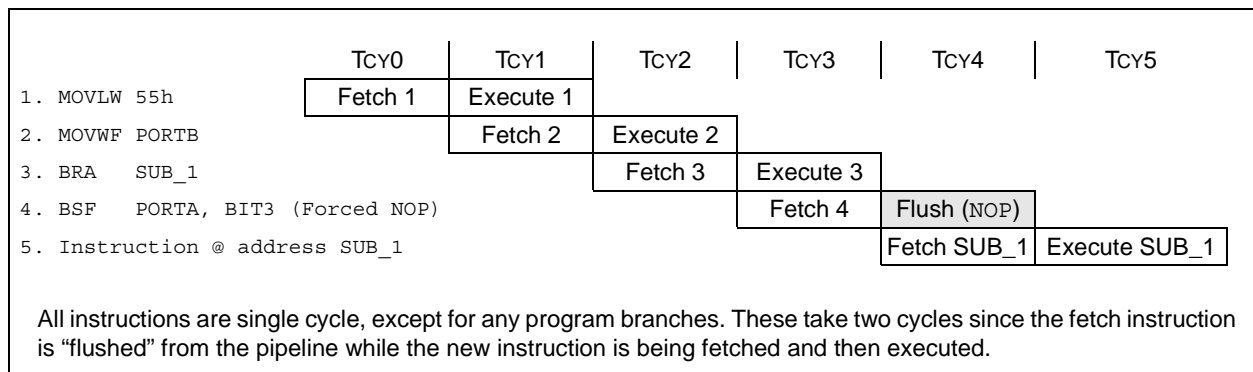 TCY0 TCY1 TCY2 TCY3 TCY4 TCY5
1. MOVLW 55h Fetch 1 Execute 1
2. MOVWF PORTB Fetch 2 Execute 2
3. BRA SUB_1 Fetch 3 Execute 3
4. BSF PORTA, BIT3 (Forced NOP) Fetch 4 Flush (NOP)
5. Instruction @ address SUB_1 Fetch SUB_1 Execute SUB_1
All instructions are single cycle, except for any program branches. These take two cycles since the fetch instruction
is “flushed” from the pipeline while the new instruction is being fetched and then executed.